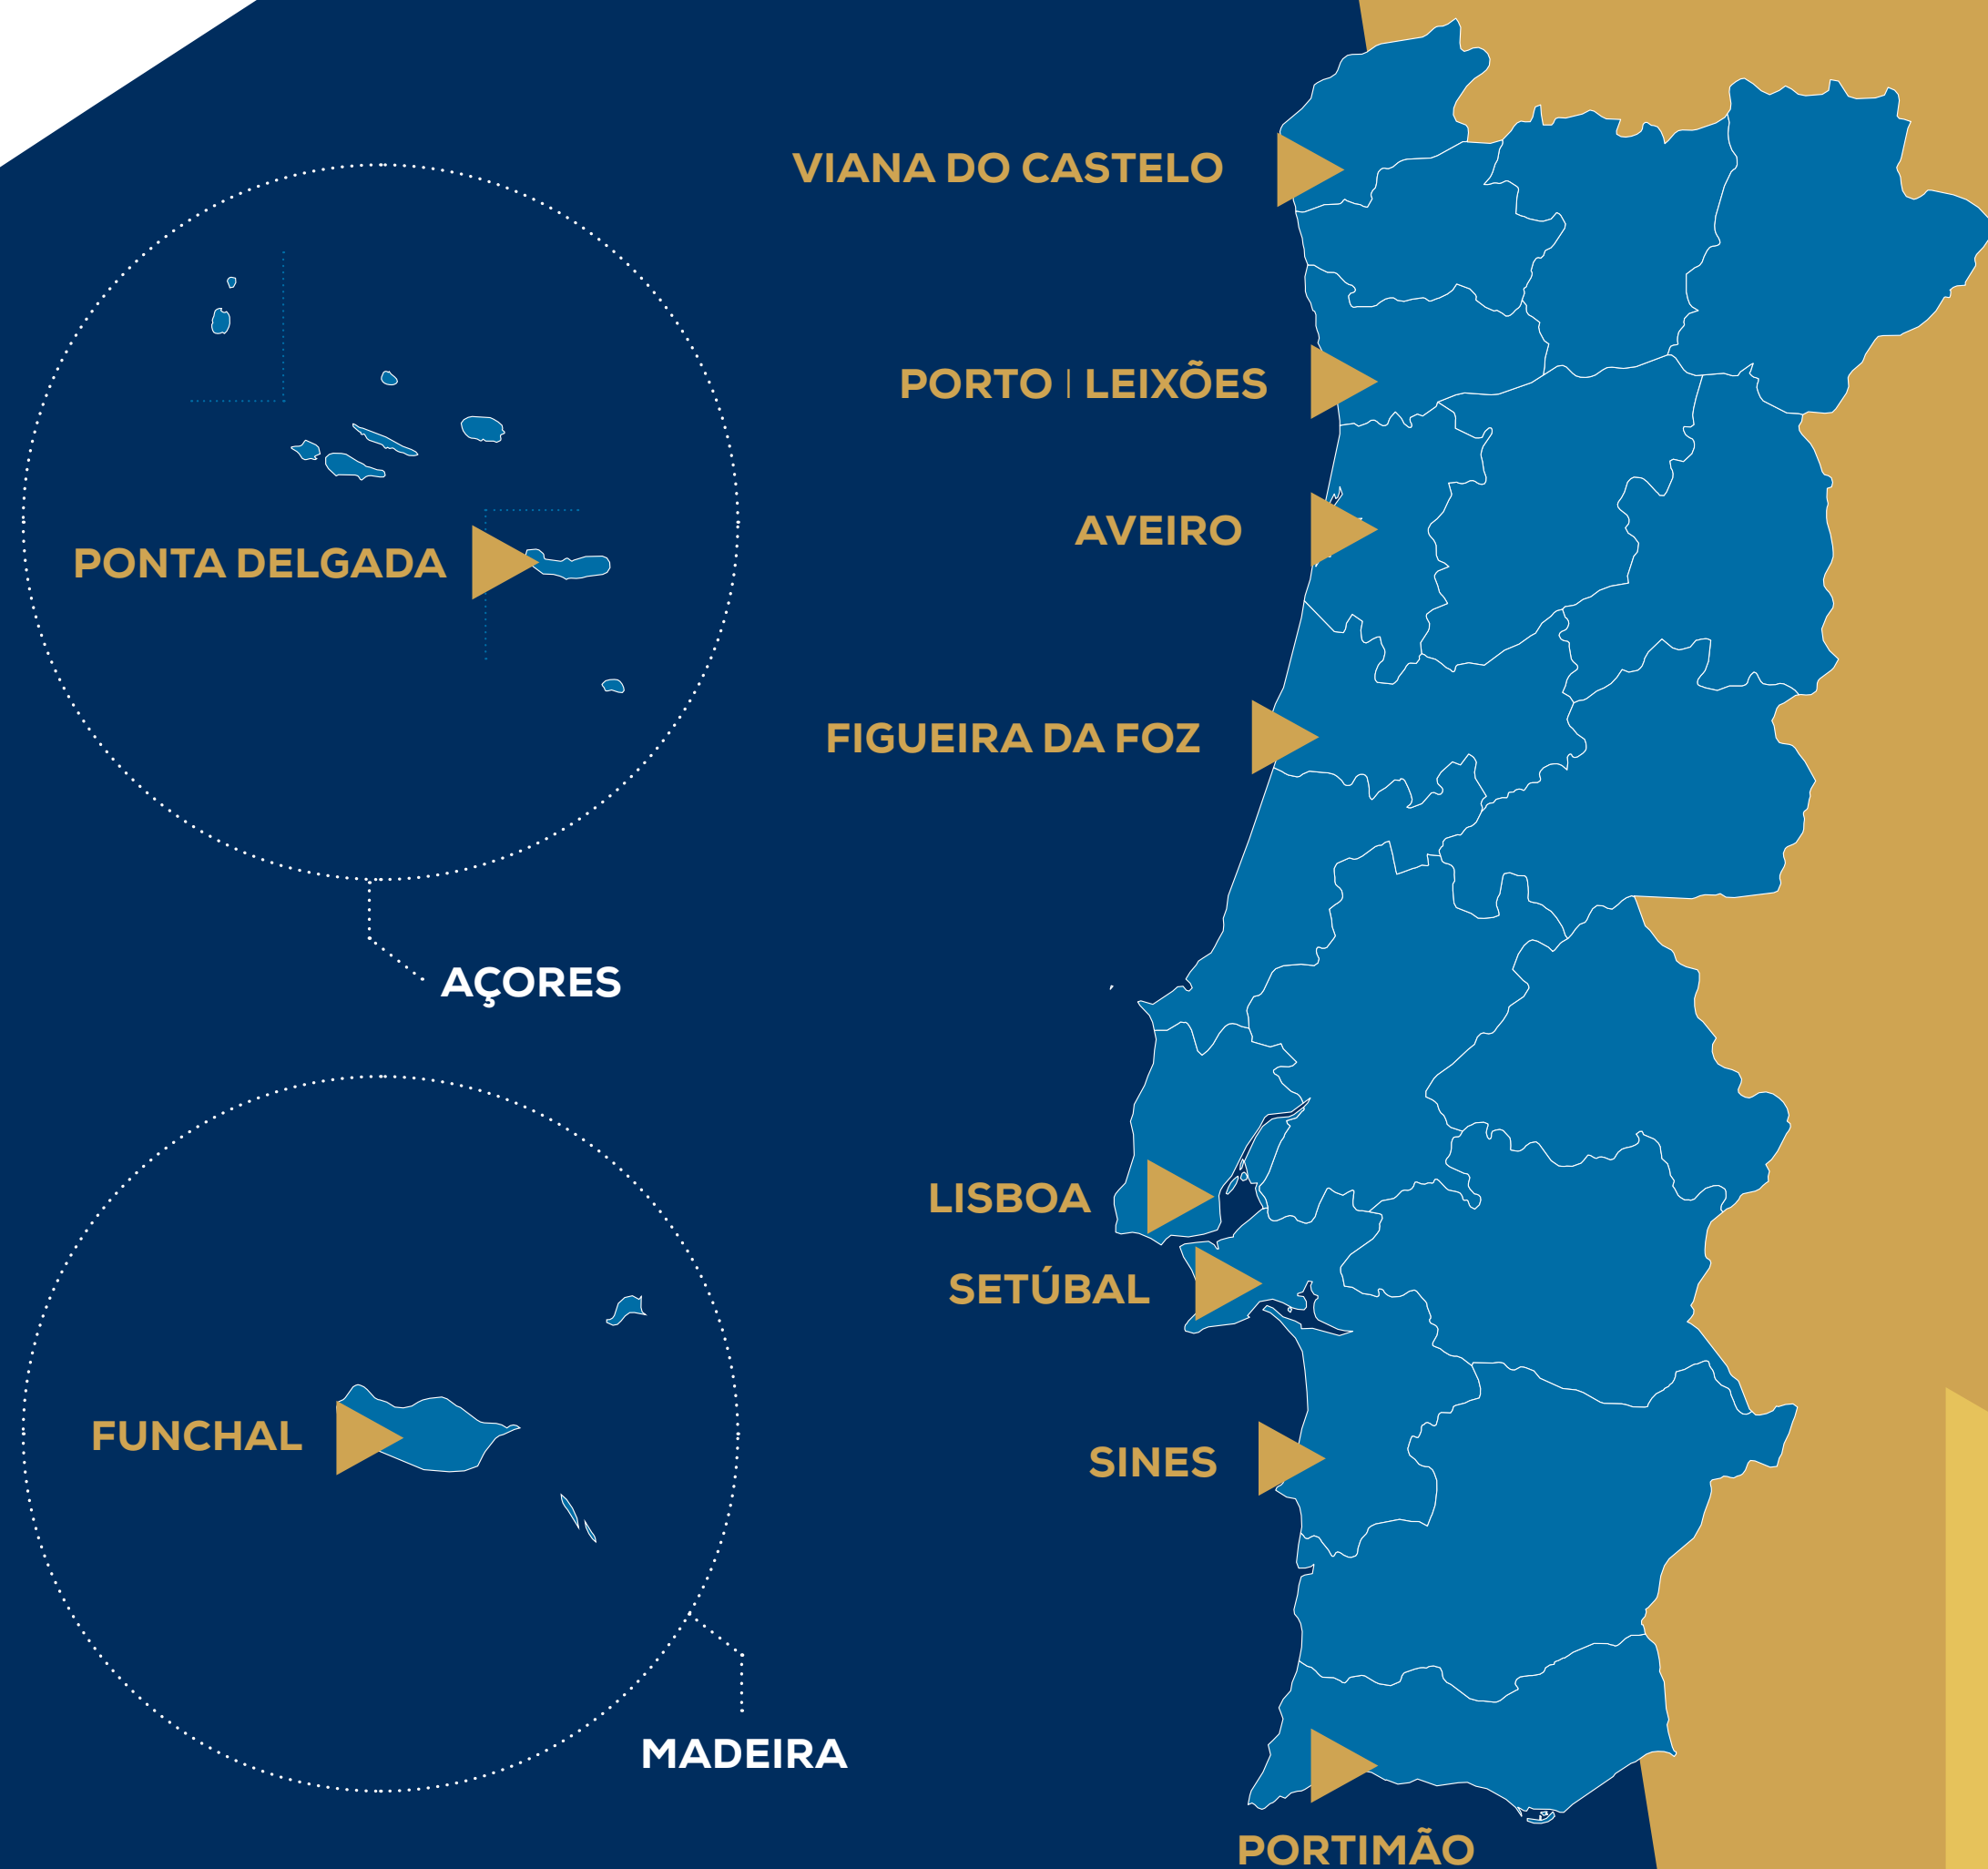 VIANA DO CASTELO
PORTO | LEIXÕES
AVEIRO
PONTA DELGADA
FIGUEIRA DA FOZ
AÇORES
LISBOA
SETÚBAL
FUNCHAL
SINES
MADEIRA
PORTIMÃO